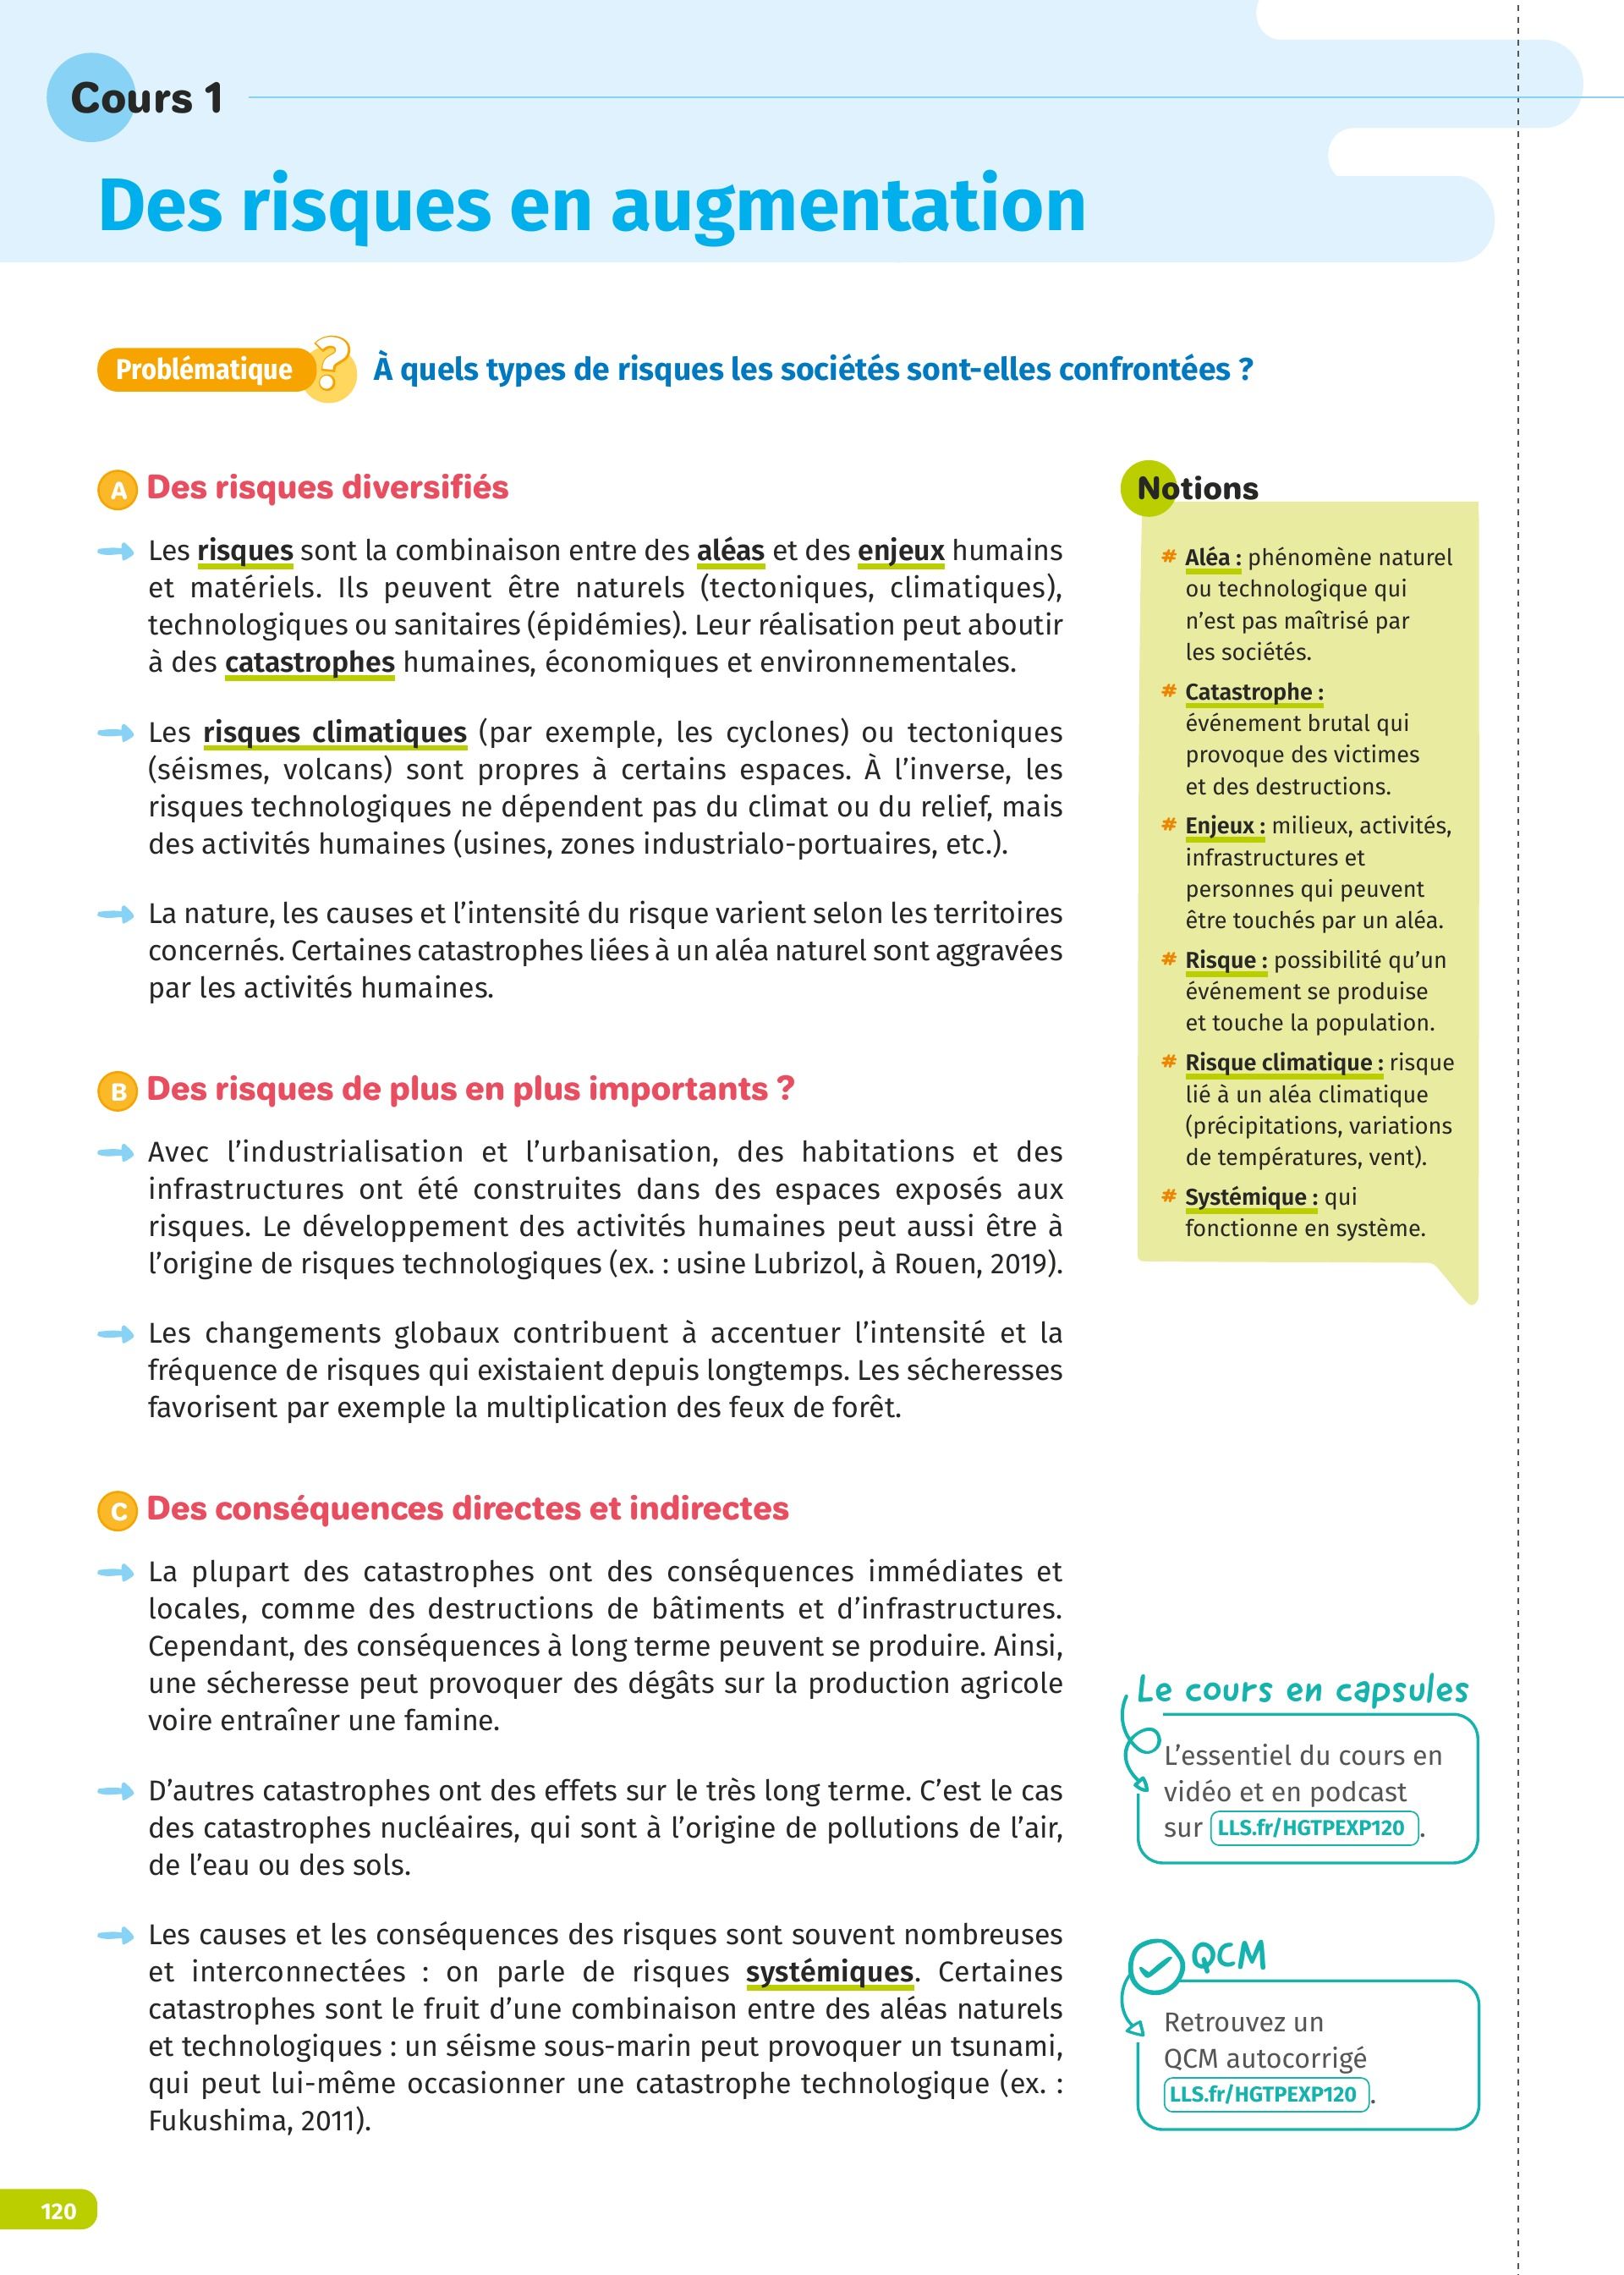 Cours 1
Des risques en augmentation
Problématique ? À quels types de risques les sociétés sont-elles confrontées ?
A Des risques diversifiés
Les risques sont la combinaison entre des aléas et des enjeux humains
et matériels. Ils peuvent être naturels (tectoniques, climatiques),
technologiques ou sanitaires (épidémies). Leur réalisation peut aboutir
à des catastrophes humaines, économiques et environnementales.
Les risques climatiques (par exemple, les cyclones) ou tectoniques
(séismes, volcans) sont propres à certains espaces. À l’inverse, les
risques technologiques ne dépendent pas du climat ou du relief, mais
des activités humaines (usines, zones industrialo-portuaires, etc.).
La nature, les causes et l’intensité du risque varient selon les territoires
concernés. Certaines catastrophes liées à un aléa naturel sont aggravées
par les activités humaines.
B Des risques de plus en plus importants ?
Avec l’industrialisation et l’urbanisation, des habitations et des
infrastructures ont été construites dans des espaces exposés aux
risques. Le développement des activités humaines peut aussi être à
l’origine de risques technologiques (ex. : usine Lubrizol, à Rouen, 2019).
Les changements globaux contribuent à accentuer l’intensité et la
fréquence de risques qui existaient depuis longtemps. Les sécheresses
favorisent par exemple la multiplication des feux de forêt.
C Des conséquences directes et indirectes
La plupart des catastrophes ont des conséquences immédiates et
locales, comme des destructions de bâtiments et d’infrastructures.
Cependant, des conséquences à long terme peuvent se produire. Ainsi,
une sécheresse peut provoquer des dégâts sur la production agricole
voire entraîner une famine.
D’autres catastrophes ont des effets sur le très long terme. C’est le cas
des catastrophes nucléaires, qui sont à l’origine de pollutions de l’air,
de l’eau ou des sols.
Les causes et les conséquences des risques sont souvent nombreuses
et interconnectées : on parle de risques systémiques. Certaines
catastrophes sont le fruit d’une combinaison entre des aléas naturels
et technologiques : un séisme sous-marin peut provoquer un tsunami,
qui peut lui-même occasionner une catastrophe technologique (ex. :
Fukushima, 2011).
Notions
# Aléa : phénomène naturel
ou technologique qui
n’est pas maîtrisé par
les sociétés.
# Catastrophe :
événement brutal qui
provoque des victimes
et des destructions.
# Enjeux : milieux, activités,
infrastructures et
personnes qui peuvent
être touchés par un aléa.
# Risque : possibilité qu’un
événement se produise
et touche la population.
# Risque climatique : risque
lié à un aléa climatique
(précipitations, variations
de températures, vent).
# Systémique : qui
fonctionne en système.
Le cours en capsules
L’essentiel du cours en
vidéo et en podcast
sur LLS.fr/HGTPEXP120 .
QCM
Retrouvez un
QCM autocorrigé
LLS.fr/HGTPEXP120 .
120